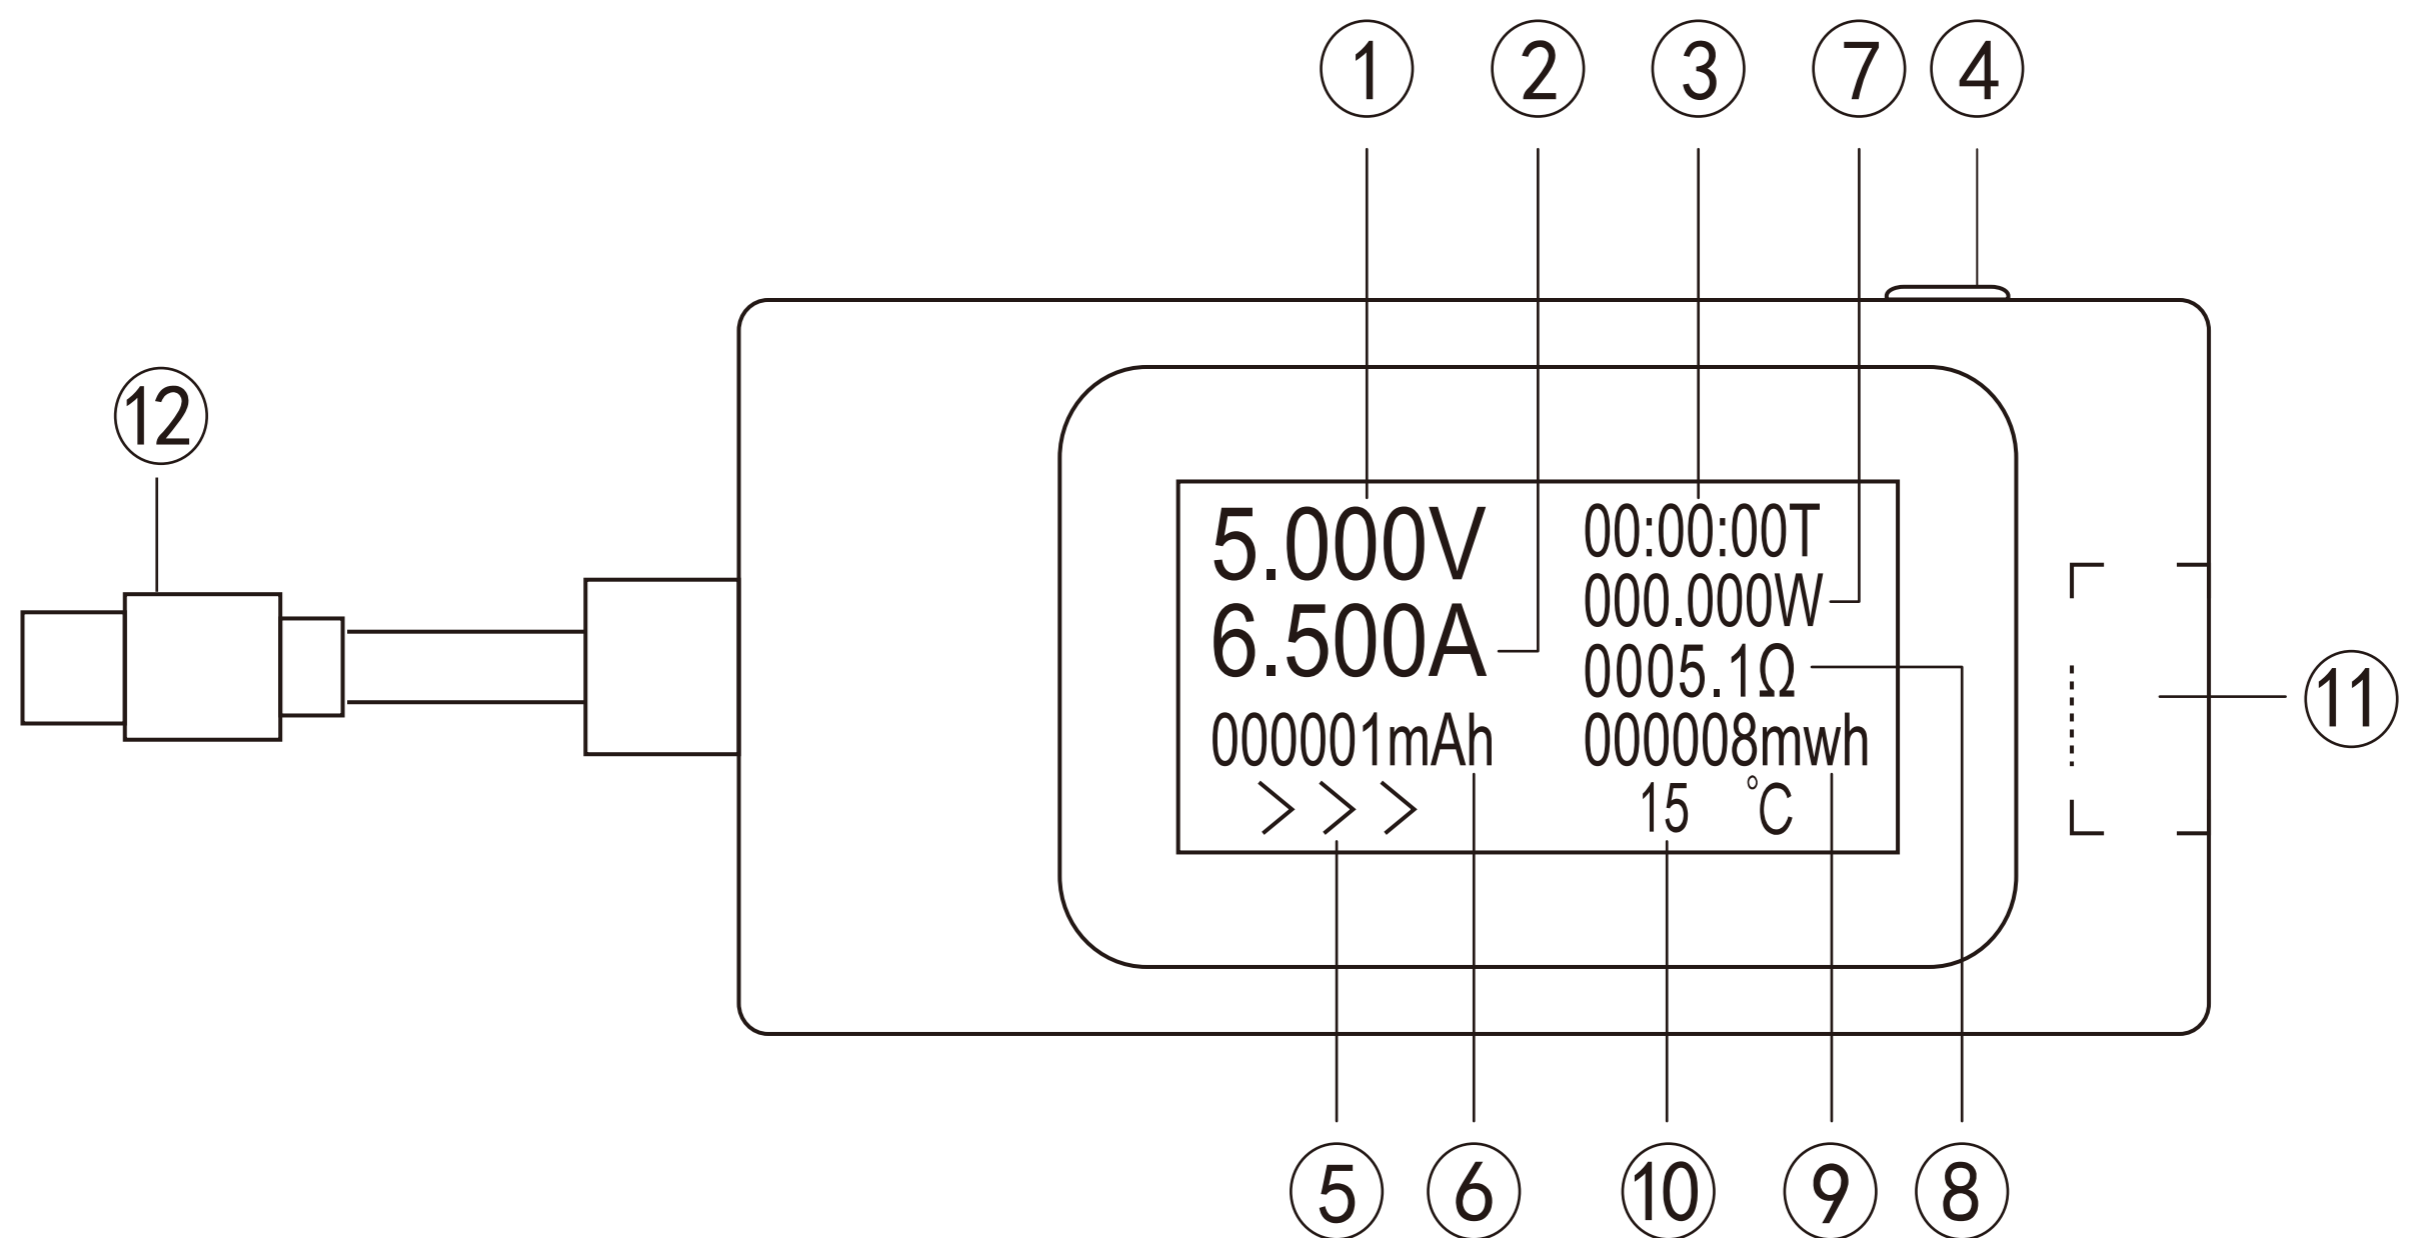 ① ② ③ ⑦ ④
⑫
5.000V
6.500A
000001mAh
>>>
00:00:00T
000.000W
0005.1Ω
000008mwh
15 °C
⑪
⑤ ⑥ ⑩ ⑨ ⑧